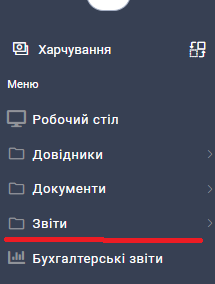 Харчування
Меню
Робочий стіл
Довідники
Документи
Звіти
Бухгалтерські звіти